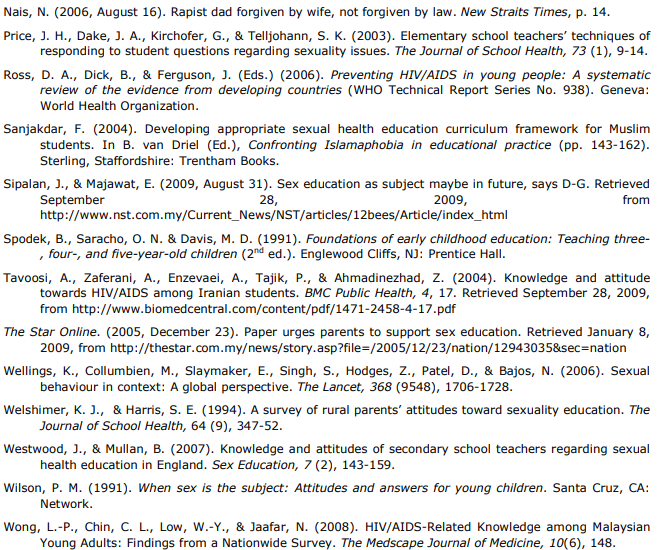 Nais, N. (2006, August 16). Rapist dad forgiven by wife, not forgiven by law. New Straits Times, p. 14.
Price, J. H., Dake, J. A., Kirchofer, G., & Telljohann, S. K. (2003). Elementary school teachers' techniques of
responding to student questions regarding sexuality issues. The Journal of School Health, 73 (1), 9-14.
Ross, D. A., Dick, B., & Ferguson, J. (Eds.) (2006). Preventing HIV/AIDS in young people: A systematic
review of the evidence from developing countries (WHO Technical Report Series No. 938). Geneva:
World Health Organization.
Sanjakdar, F. (2004). Developing appropriate sexual health education curriculum framework for Muslim
students. In B. van Driel (Ed.), Confronting Islamaphobia in educational practice (pp. 143-162).
Sterling, Staffordshire: Trentham Books.
Sipalan, J., & Majawat, E. (2009, August 31). Sex education as subject maybe in future, says D-G. Retrieved
September 28, 2009, from
http://www.nst.com.my/Current_News/NST/articles/12bees/Article/index_html
Spodek, B., Saracho, O. N. & Davis, M. D. (1991). Foundations of early childhood education: Teaching three-
, four-, and five-year-old children (2nd ed.). Englewood Cliffs, NJ: Prentice Hall.
Tavoosi, A., Zaferani, A., Enzevaei, A., Tajik, P., & Ahmadinezhad, Z. (2004). Knowledge and attitude
towards HIV/AIDS among Iranian students. BMC Public Health, 4, 17. Retrieved September 28, 2009,
from http://www.biomedcentral.com/content/pdf/1471-2458-4-17.pdf
The Star Online. (2005, December 23). Paper urges parents to support sex education. Retrieved January 8,
2009, from http://thestar.com.my/news/story.asp?file=/2005/12/23/nation/12943035&sec=nation
Wellings, K., Collumbien, M., Slaymaker, E., Singh, S., Hodges, Z., Patel, D., & Bajos, N. (2006). Sexual
behaviour in context: A global perspective. The Lancet, 368 (9548), 1706-1728.
Welshimer, K. J., & Harris, S. E. (1994). A survey of rural parents' attitudes toward sexuality education. The
Journal of School Health, 64 (9), 347-52.
Westwood, J., & Mullan, B. (2007). Knowledge and attitudes of secondary school teachers regarding sexual
health education in England. Sex Education, 7 (2), 143-159.
Wilson, P. M. (1991). When sex is the subject: Attitudes and answers for young children. Santa Cruz, CA:
Network.
Wong, L.-P., Chin, C. L., Low, W.-Y., & Jaafar, N. (2008). HIV/AIDS-Related Knowledge among Malaysian
Young Adults: Findings from a Nationwide Survey. The Medscape Journal of Medicine, 10(6), 148.